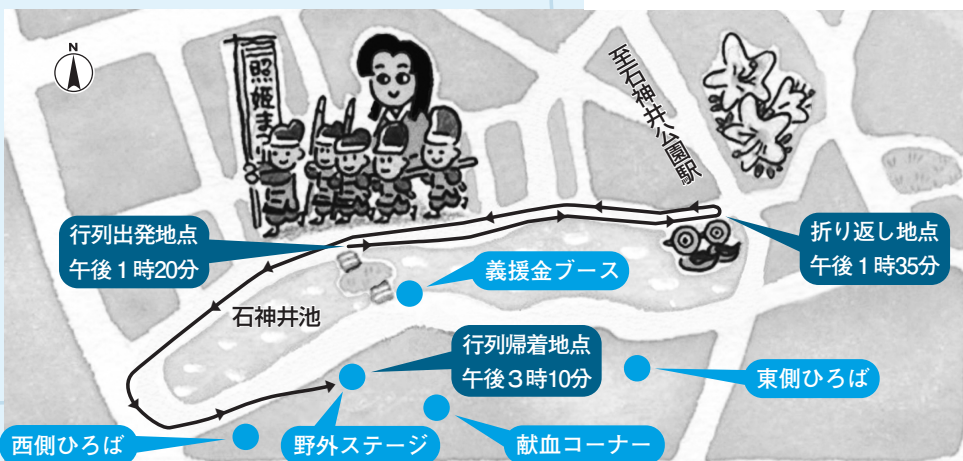 N
照姫まつり
至石神井公園駅
行列出発地点
午後1時20分
折り返し地点
午後1時35分
義援金ブース
石神井池
行列帰着地点
午後3時10分
東側ひろば
西側ひろば
野外ステージ
献血コーナー